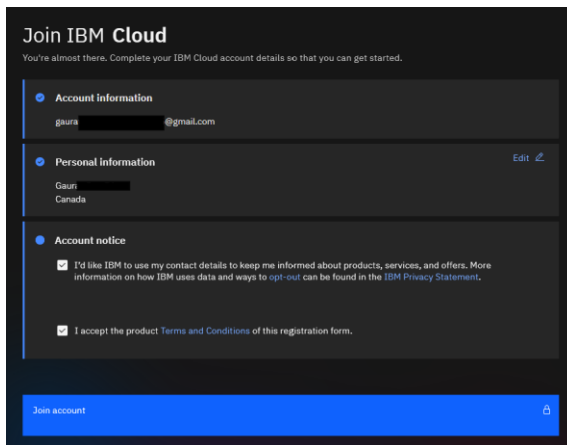 Join IBM Cloud
You're almost there. Complete your IBM Cloud account details so that you can get started.
Account information
gaura @gmail.com
Personal information
Edit
Gaur
Canada
Account notice
I'd like IBM to use my contact details to keep me informed about products, services, and offers. More
information on how IBM uses data and ways to opt-out can be found in the IBM Privacy Statement.
I accept the product Terms and Conditions of this registration form.
Join account